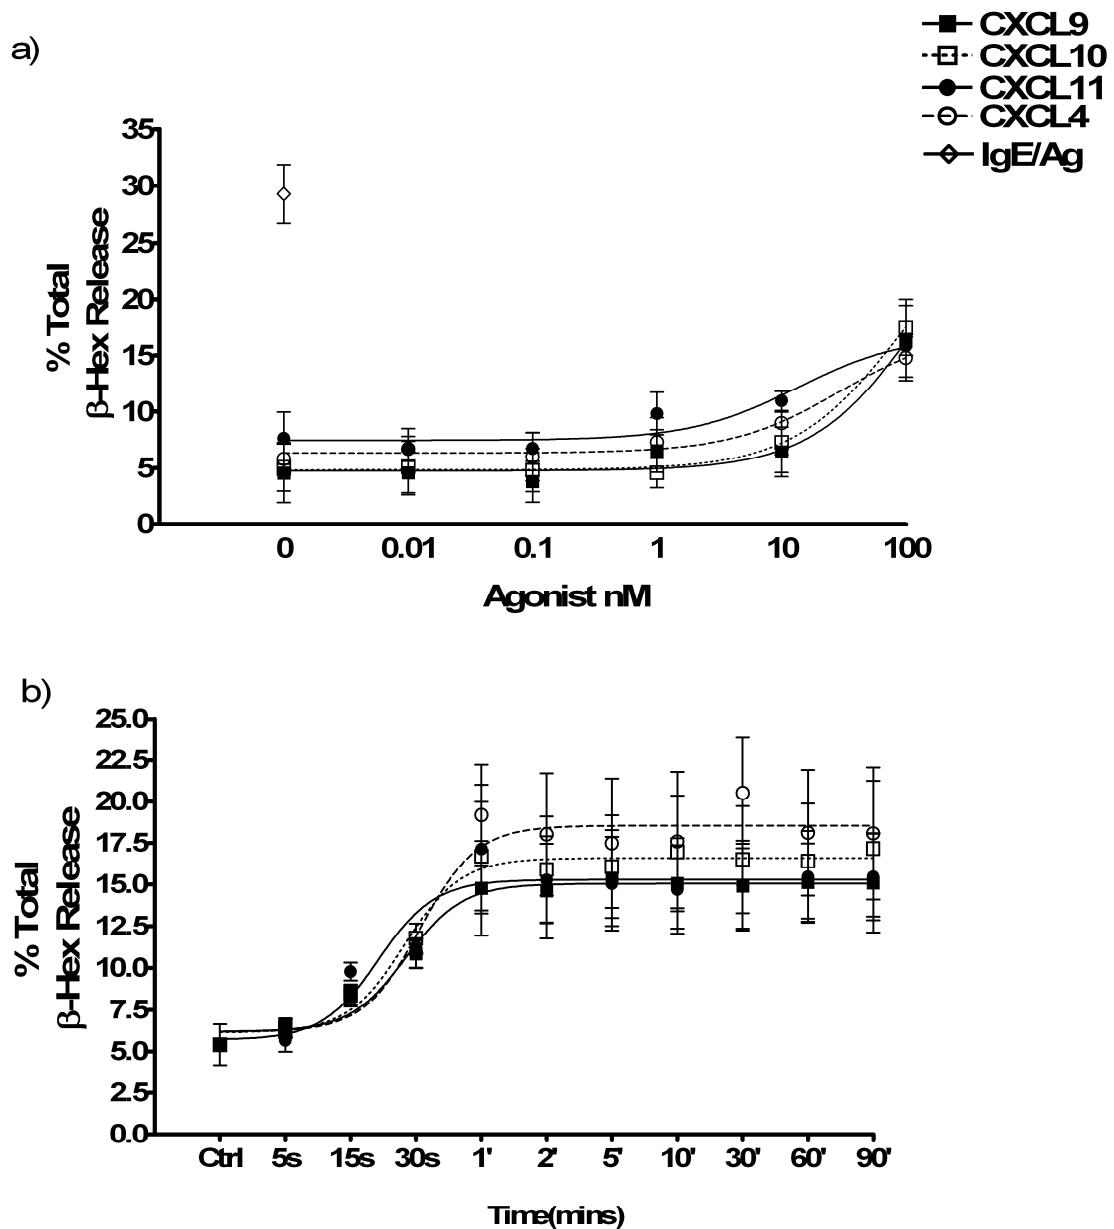 a)
CXCL9
CXCL10
CXCL11
CXCL4
IgE/Ag
% Total
β-Hex Release
35
30
25
20
15
10
5
0
0 0.01 0.1 1 10 100
Agonist nM
b)
% Total
β-Hex Release
25.0
22.5
20.0
17.5
15.0
12.5
10.0
7.5
5.0
2.5
0.0
Ctrl 5s 15s 30s 1' 2' 5' 10' 30' 60' 90'
Time(mins)